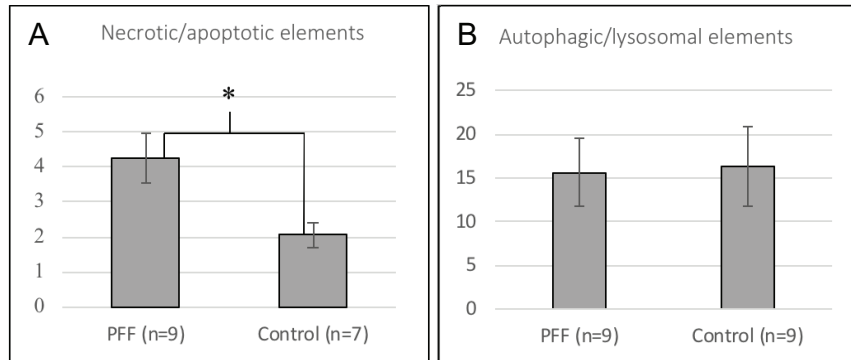 A
Necrotic/apoptotic elements
6
5
4
3
2
1
0
*
PFF (n=9)
Control (n=7)
B
Autophagic/lysosomal elements
25
20
15
10
5
0
PFF (n=9)
Control (n=9)